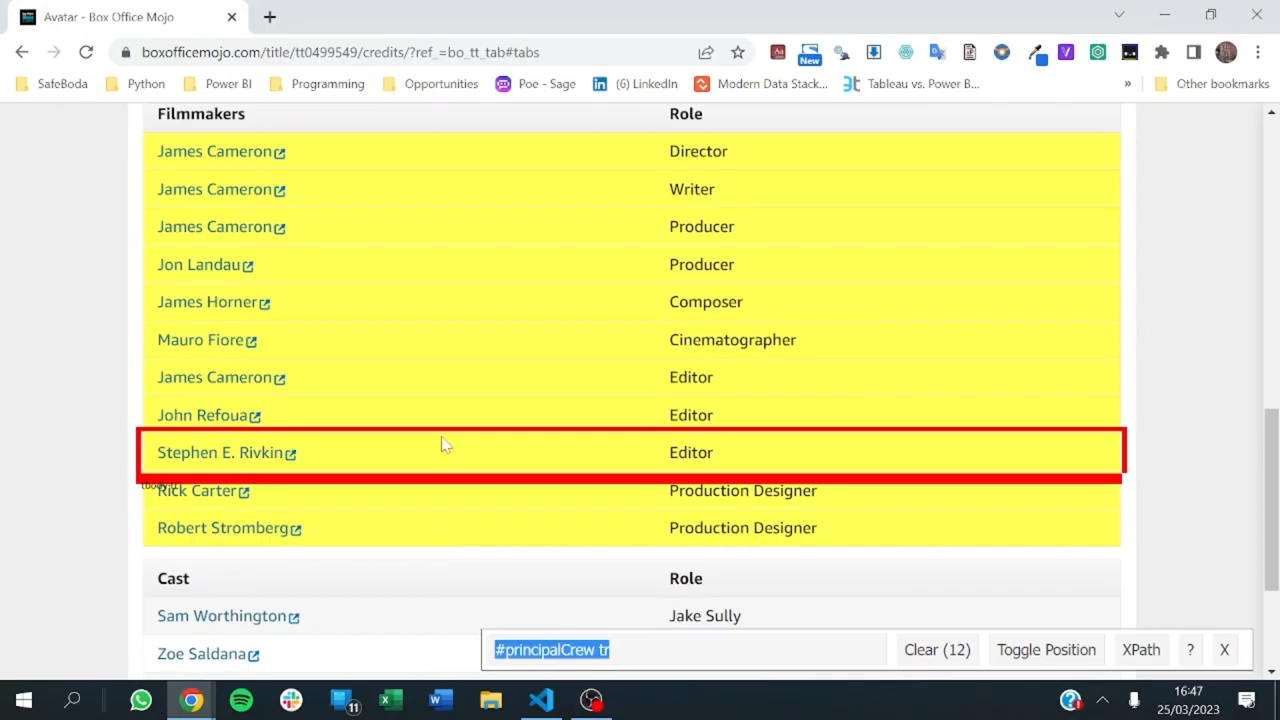 Avatar - Box Office Mojo
boxofficemojo.com/title/tt0499549/credits/?ref_=bo_tt_tab#tabs
New
SafeBoda Python Power BI Programming Opportunities Poe - Sage (6) LinkedIn Modern Data Stack... Tableau vs. Power B... » Other bookmarks
Filmmakers Role
James Cameron Director
James Cameron Writer
James Cameron Producer
Jon Landau Producer
James Horner Composer
Mauro Fiore Cinematographer
James Cameron Editor
John Refoua Editor
Stephen E. Rivkin Editor
Rick Carter Production Designer
Robert Stromberg Production Designer
Cast Role
Sam Worthington Jake Sully
Zoe Saldana
#principalCrew tr Clear (12) Toggle Position XPath ? X
11
16:47
25/03/2023